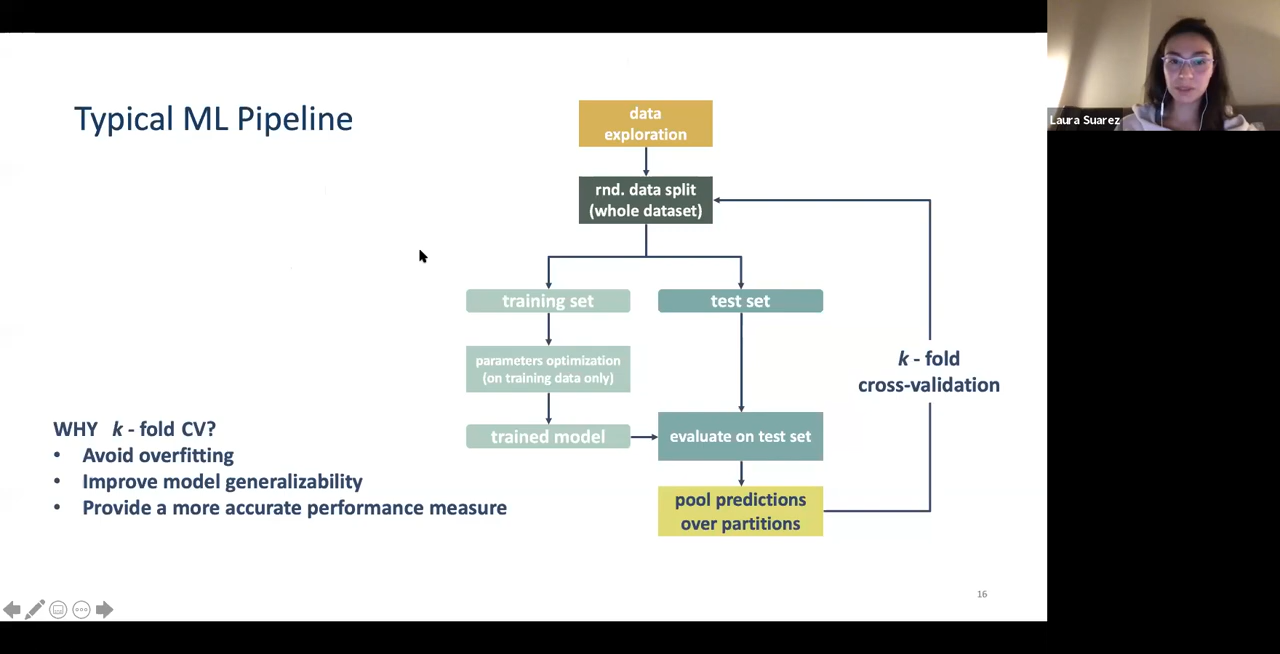 Typical ML Pipeline
data
exploration
rnd. data split
(whole dataset)
training set
test set
parameters optimization
(on training data only)
trained model
evaluate on test set
pool predictions
over partitions
k - fold
cross-validation
WHY k - fold CV?
• Avoid overfitting
• Improve model generalizability
• Provide a more accurate performance measure
16
Laura Suarez